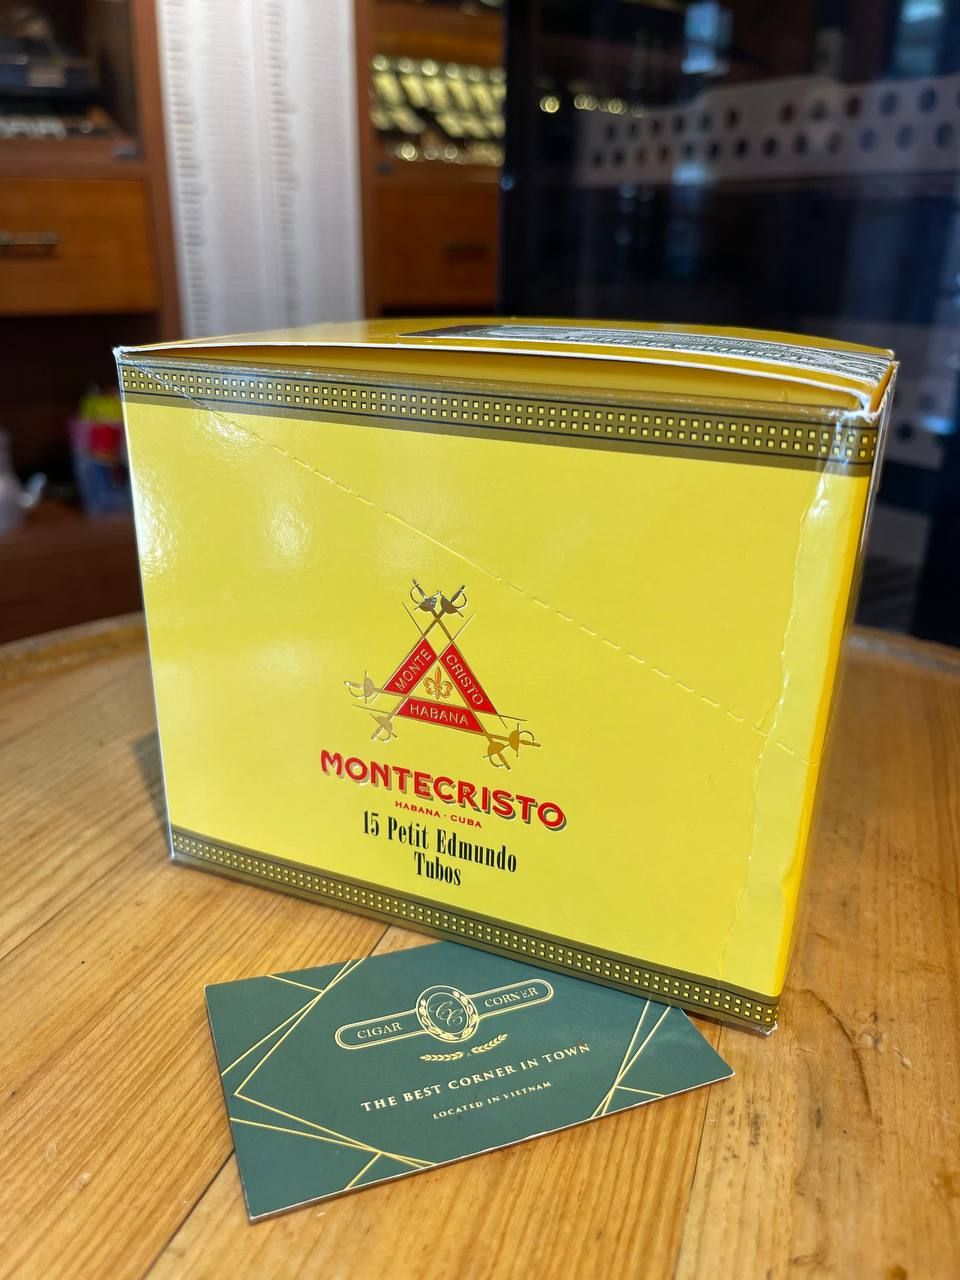 MONTE CRISTO
HABANA
MONTECRISTO
HABANA · CUBA
15 Petit Edmundo
Tubos
CIGAR CC CORNER
THE BEST CORNER IN TOWN
LOCATED IN VIETNAM